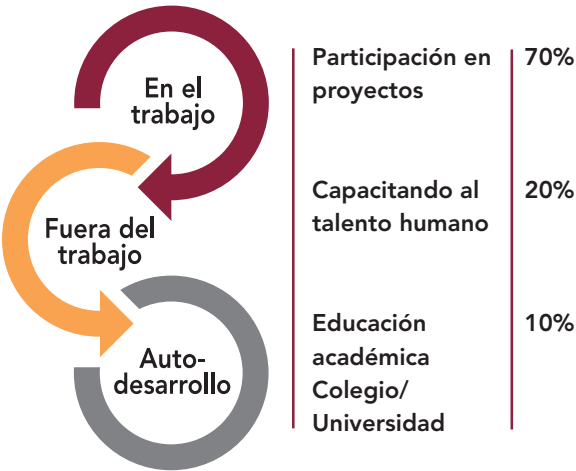 En el
trabajo
Participación en
proyectos
70%
Fuera del
trabajo
Capacitando al
talento humano
20%
Auto-
desarrollo
Educación
académica
Colegio/
Universidad
10%